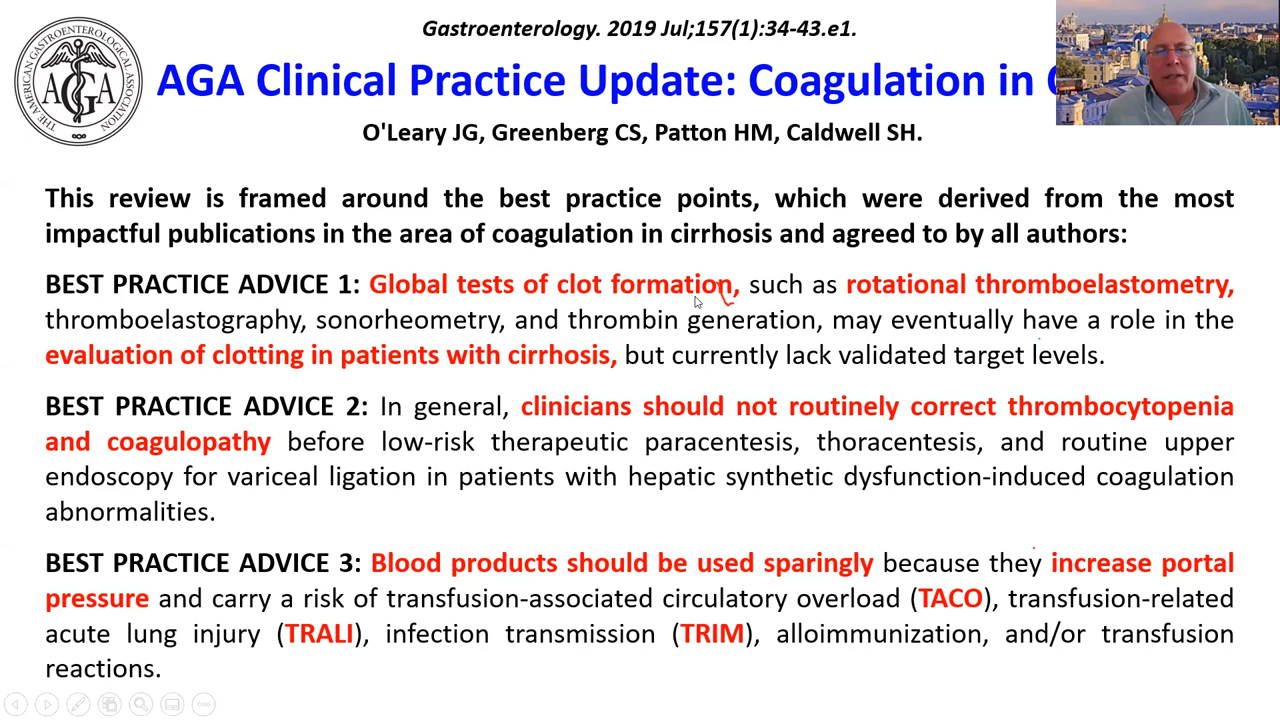 Gastroenterology. 2019 Jul;157(1):34-43.e1.
AGA Clinical Practice Update: Coagulation in
O'Leary JG, Greenberg CS, Patton HM, Caldwell SH.
THE AMERICAN GASTROENTEROLOGICAL ASSOCIATION
AGA
This review is framed around the best practice points, which were derived from the most
impactful publications in the area of coagulation in cirrhosis and agreed to by all authors:
BEST PRACTICE ADVICE 1: Global tests of clot formation, such as rotational thromboelastometry,
thromboelastography, sonorheometry, and thrombin generation, may eventually have a role in the
evaluation of clotting in patients with cirrhosis, but currently lack validated target levels.
BEST PRACTICE ADVICE 2: In general, clinicians should not routinely correct thrombocytopenia
and coagulopathy before low-risk therapeutic paracentesis, thoracentesis, and routine upper
endoscopy for variceal ligation in patients with hepatic synthetic dysfunction-induced coagulation
abnormalities.
BEST PRACTICE ADVICE 3: Blood products should be used sparingly because they increase portal
pressure and carry a risk of transfusion-associated circulatory overload (TACO), transfusion-related
acute lung injury (TRALI), infection transmission (TRIM), alloimmunization, and/or transfusion
reactions.